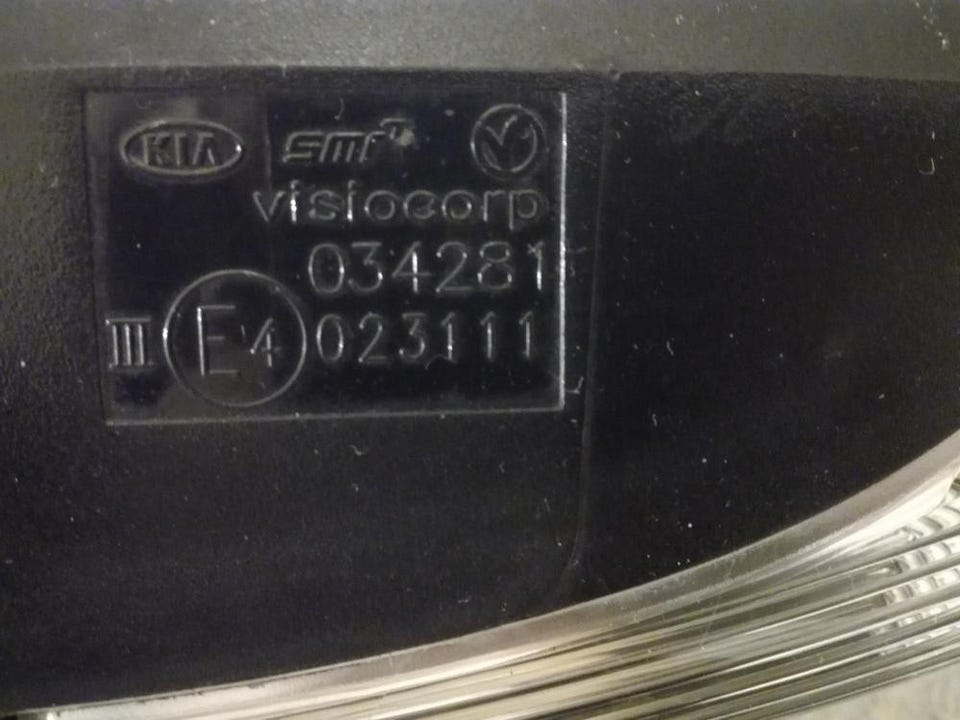 KIA SMR
visiocorp
034281
III E4 023111